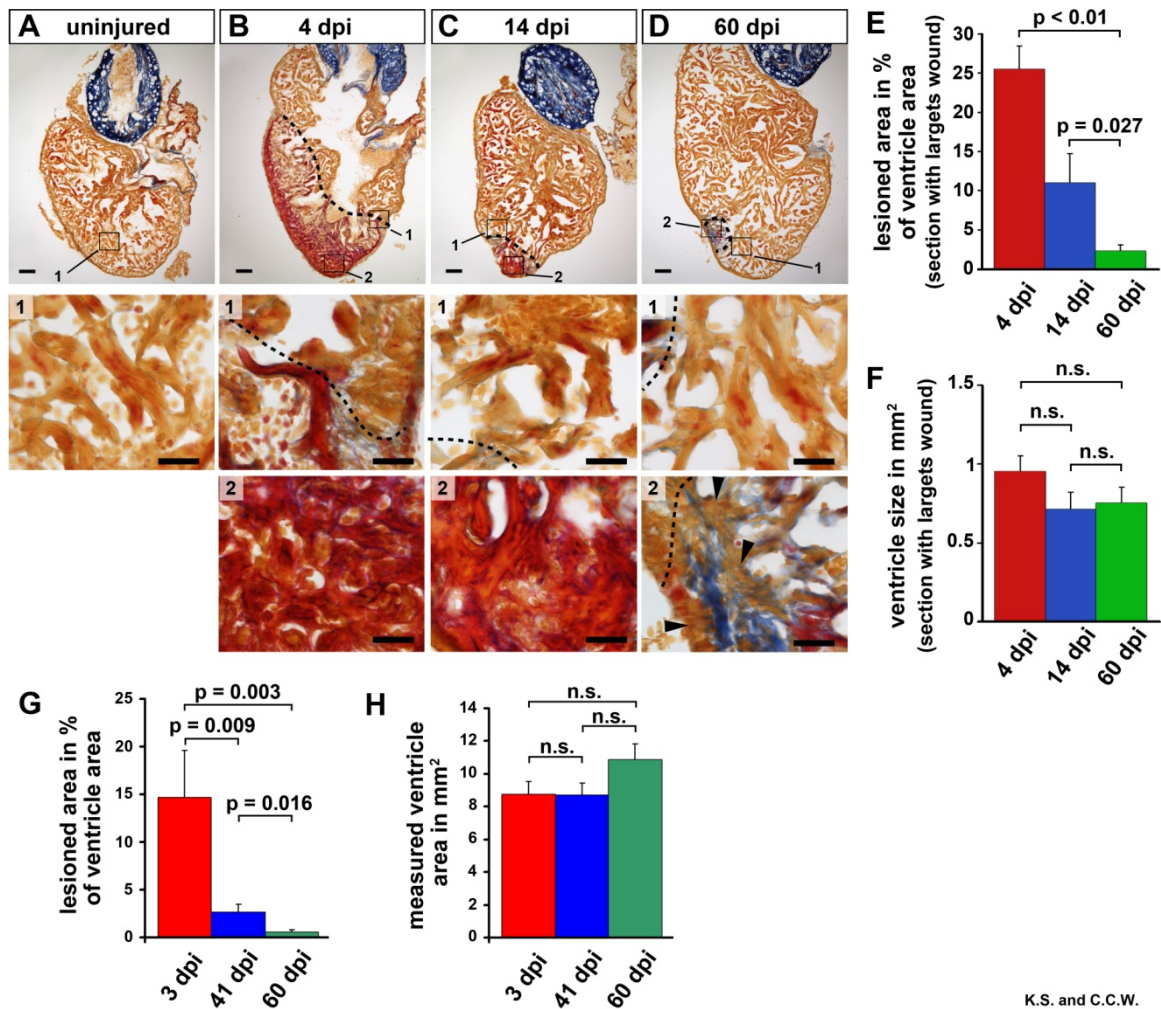 A uninjured
B 4 dpi
C 14 dpi
D 60 dpi
1
1
2
1
2
2
1
1
1
1
1
2
2
2
E
p < 0.01
p = 0.027
lesioned area in %
of ventricle area
(section with largets wound)
30
25
20
15
10
5
0
4 dpi
14 dpi
60 dpi
F
n.s.
n.s.
n.s.
ventricle size in mm²
(section with largets wound)
1.5
1
0.5
0
4 dpi
14 dpi
60 dpi
G
p = 0.003
p = 0.009
p = 0.016
lesioned area in %
of ventricle area
25
20
15
10
5
0
3 dpi
41 dpi
60 dpi
H
n.s.
n.s.
n.s.
measured ventricle
area in mm²
14
12
10
8
6
4
2
0
3 dpi
41 dpi
60 dpi
K.S. and C.C.W.